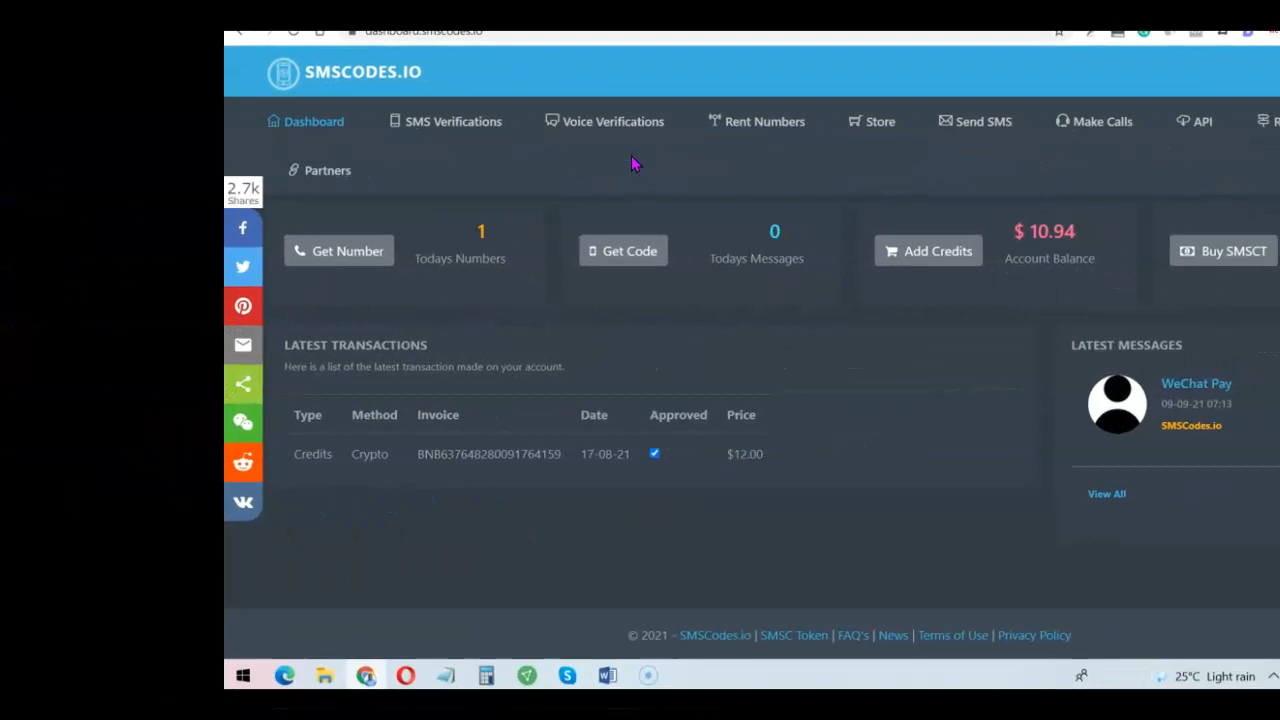 dashboard.smscodes.io
SMSCODES.IO
Dashboard SMS Verifications Voice Verifications Rent Numbers Store Send SMS Make Calls API
Partners
2.7k
Shares
Get Number 1 Todays Numbers
Get Code 0 Todays Messages
Add Credits $ 10.94 Account Balance
Buy SMSCT
LATEST TRANSACTIONS
Here is a list of the latest transaction made on your account.
Type Method Invoice Date Approved Price
Credits Crypto BNB637648280091764159 17-08-21 $12.00
LATEST MESSAGES
WeChat Pay
09-09-21 07:13
SMSCodes.io
View All
© 2021 - SMSCodes.io | SMSC Token | FAQ's | News | Terms of Use | Privacy Policy
25°C Light rain